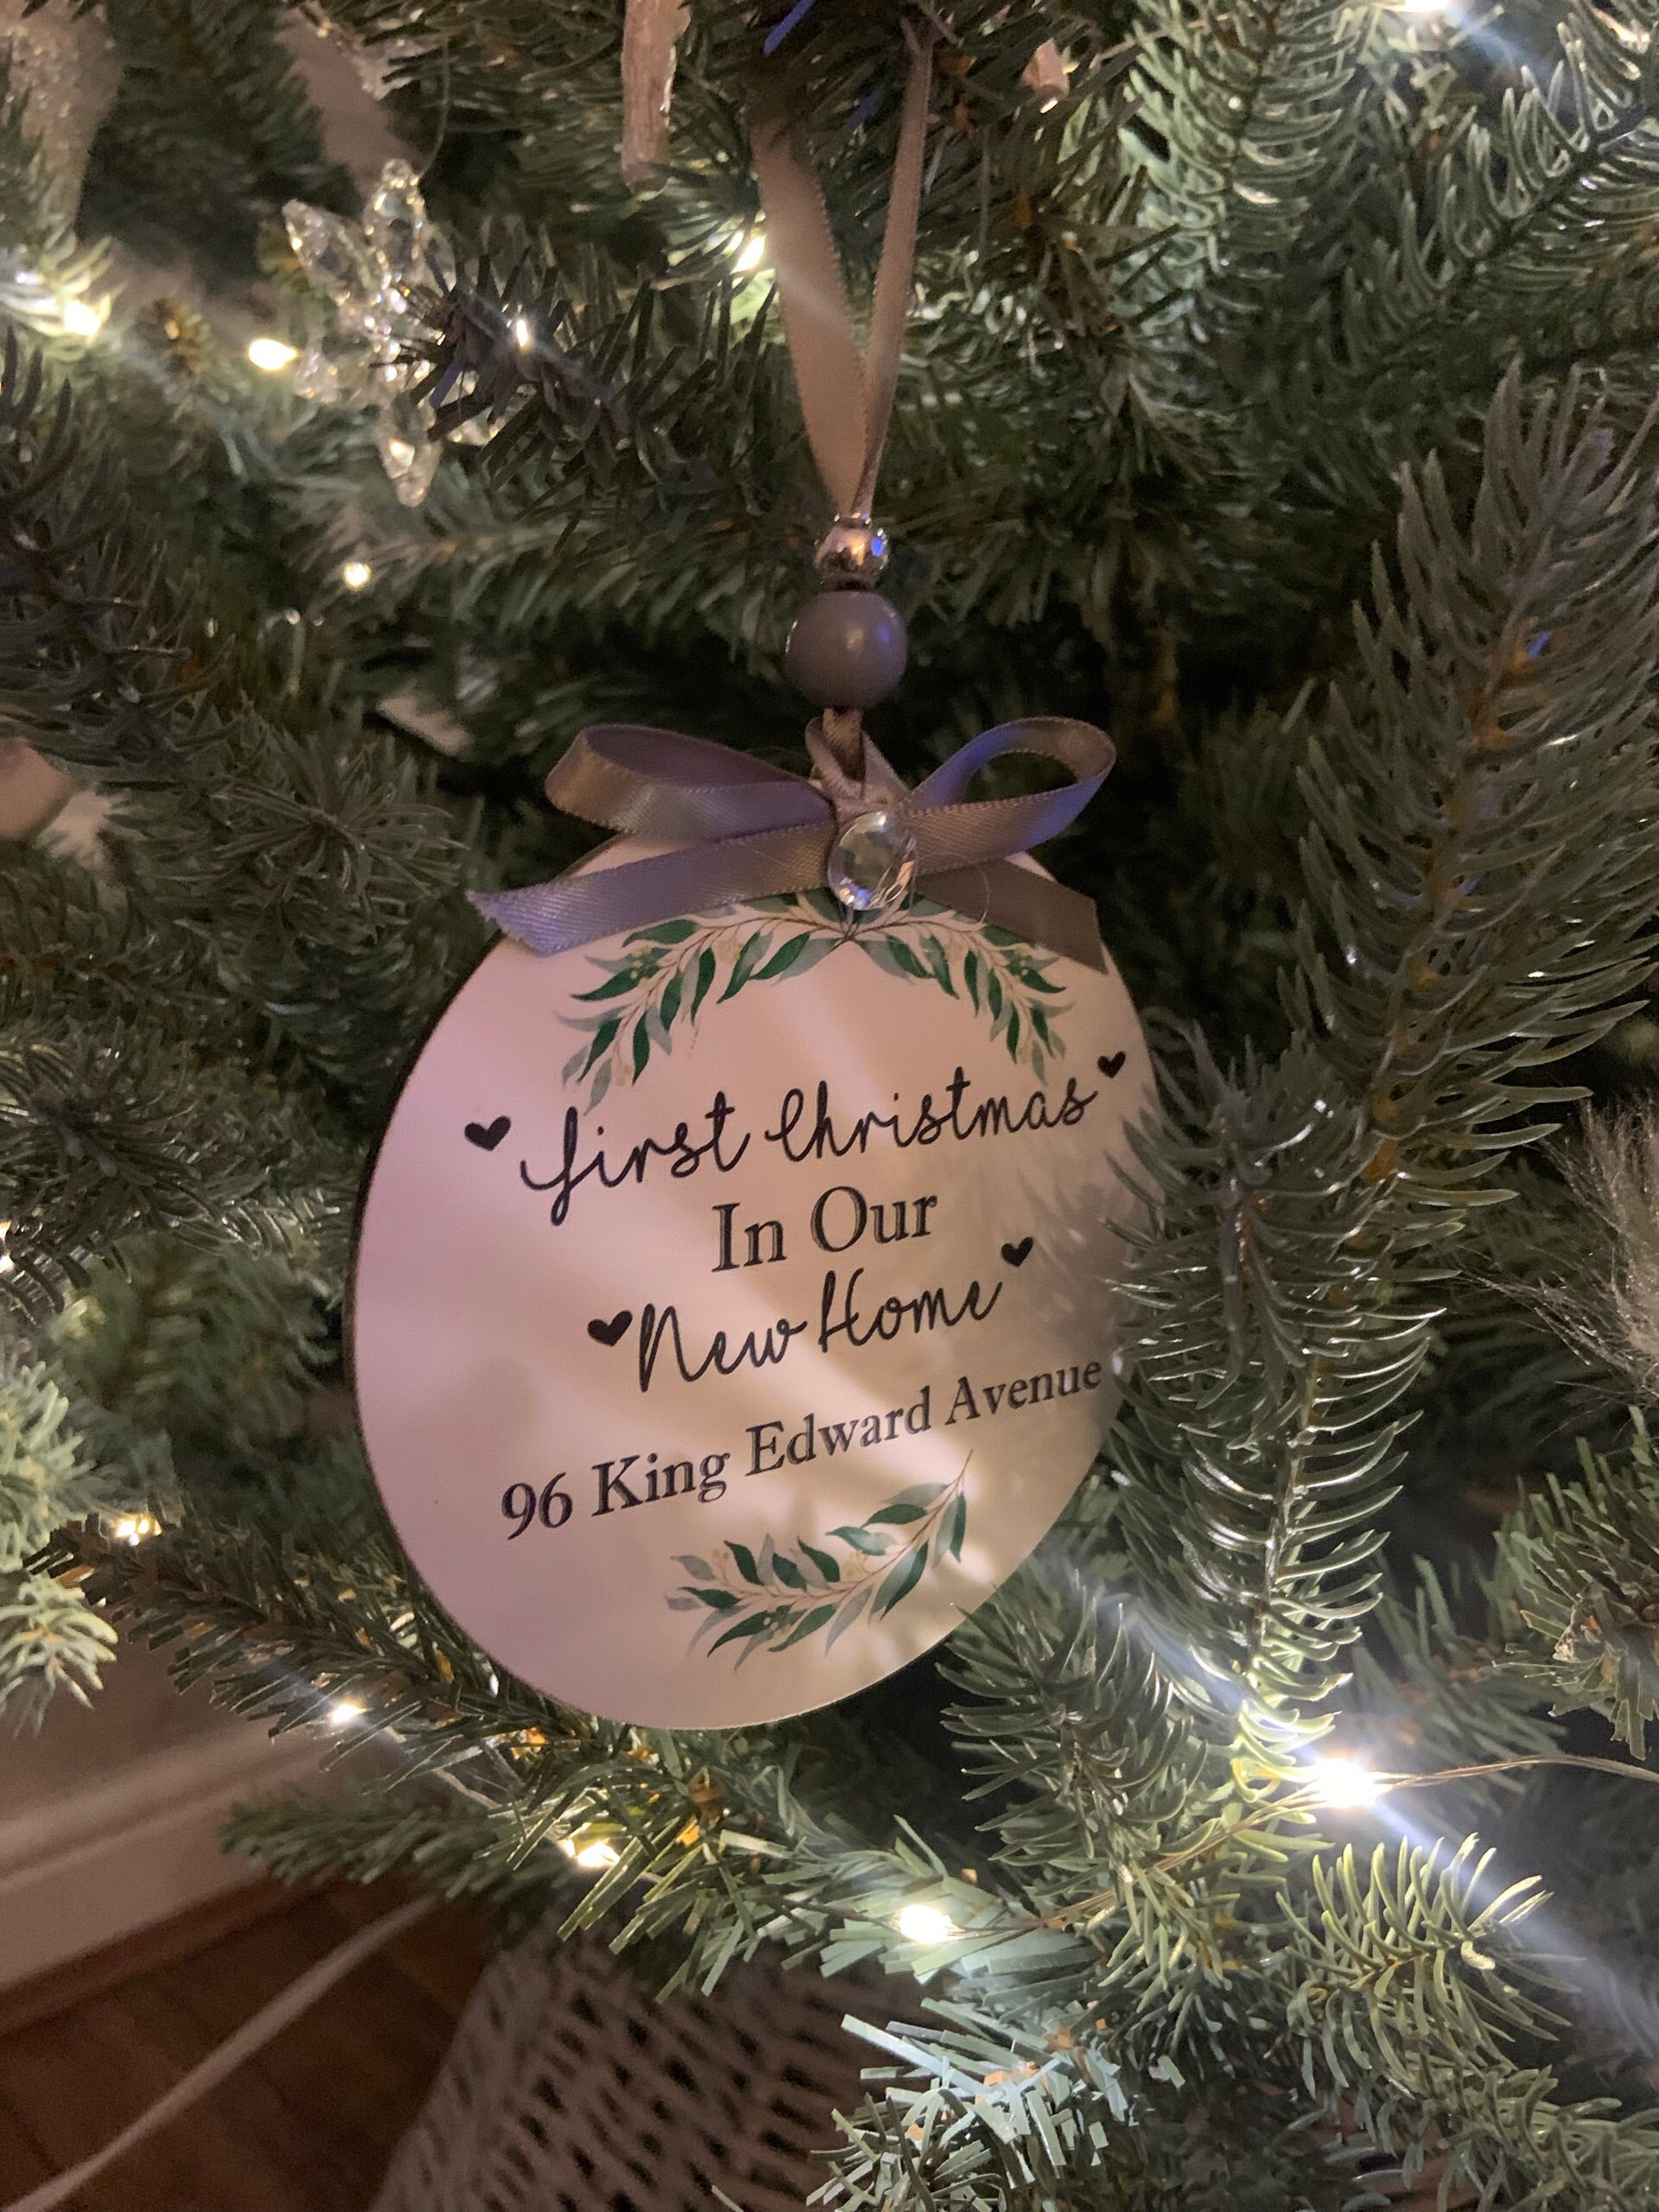 First Christmas
In Our
New Home
96 King Edward Avenue